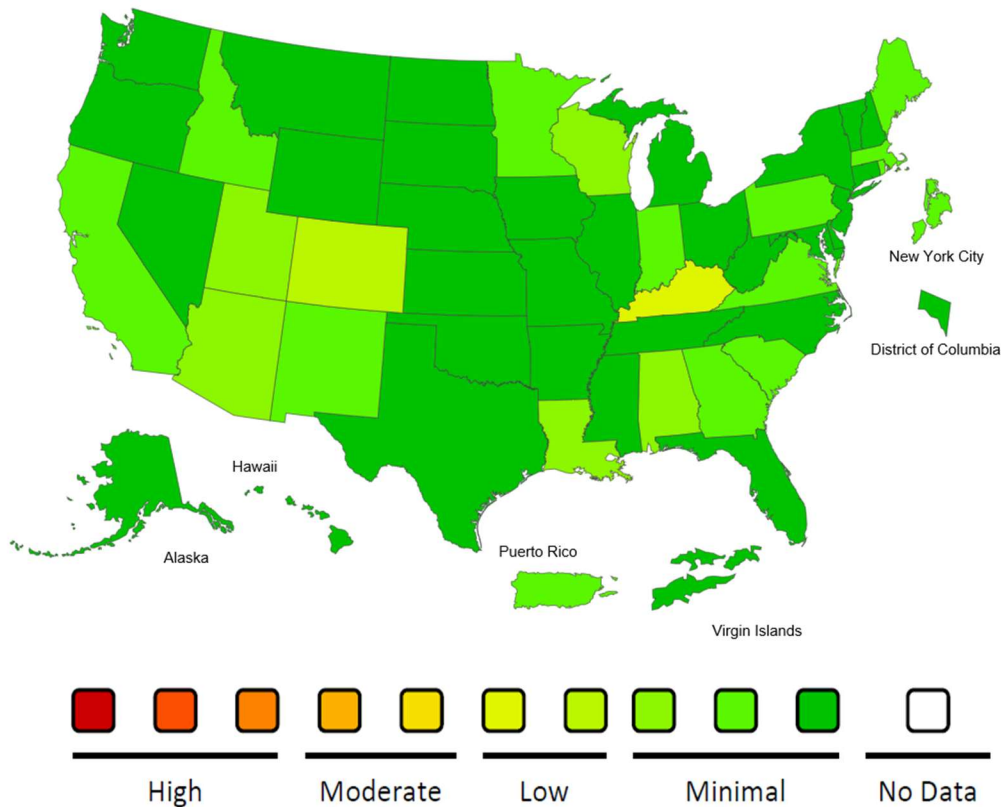 New York City
District of Columbia
Hawaii
Alaska
Puerto Rico
Virgin Islands
High
Moderate
Low
Minimal
No Data